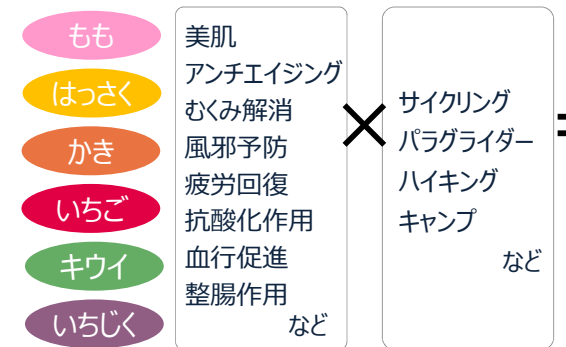 もも
はっさく
かき
いちご
キウイ
いちじく
美肌
アンチエイジング
むくみ解消
風邪予防
疲労回復
抗酸化作用
血行促進
整腸作用
など
×
サイクリング
パラグライダー
ハイキング
キャンプ
など
=